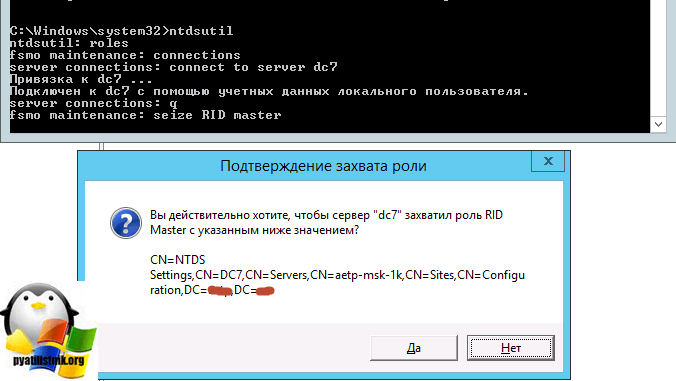 C:\Windows\system32>ntdsutil
ntdsutil: roles
fsmo maintenance: connections
server connections: connect to server dc7
Привязка к dc7 ...
Подключен к dc7 с помощью учетных данных локального пользователя.
server connections: q
fsmo maintenance: seize RID master
Подтверждение захвата роли
x
Вы действительно хотите, чтобы сервер "dc7" захватил роль RID
Master с указанным ниже значением?
CN=NTDS
Settings,CN=DC7,CN=Servers,CN=aetp-msk-1k,CN=Sites,CN=Configu
ration,DC= ,DC=
Да
Нет
pyatilistnik.org